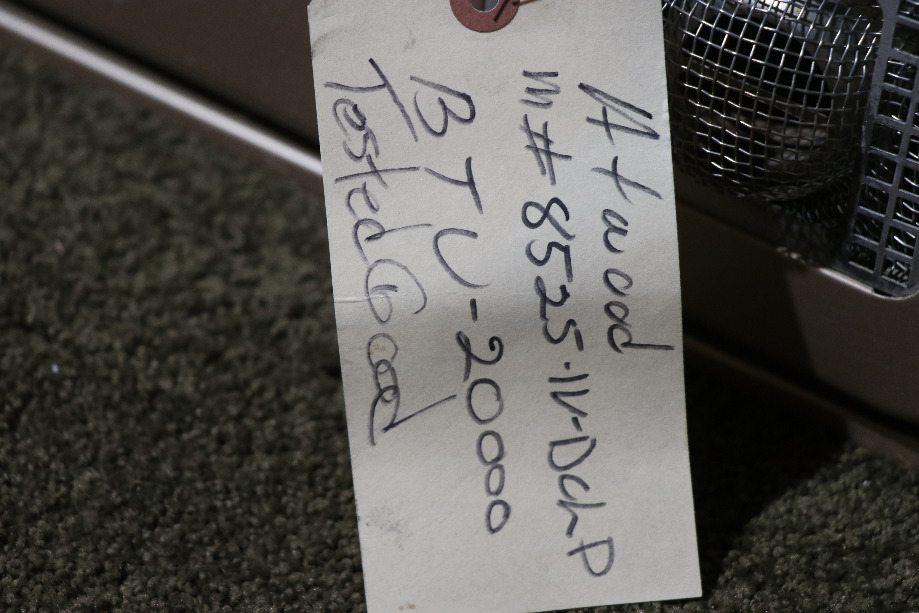 Atwood
M# 8525-IV-DCLP
BTU-20000
Tested Good